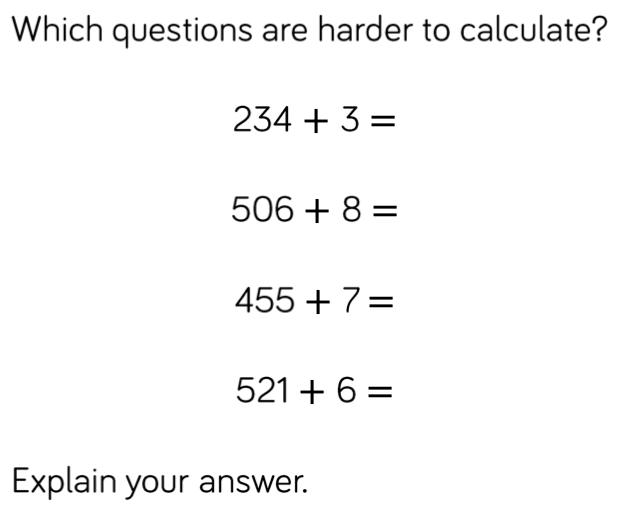 Which questions are harder to calculate?
234 + 3 =
506 + 8 =
455 + 7 =
521 + 6 =
Explain your answer.